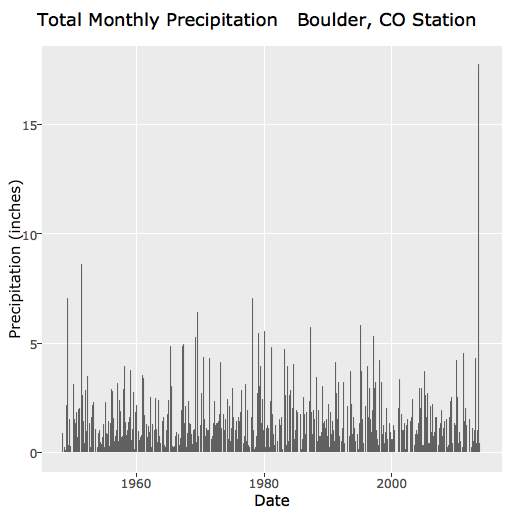 Total Monthly Precipitation   Boulder, CO Station
Precipitation (inches)
15
10
5
0
1960
1980
2000
Date